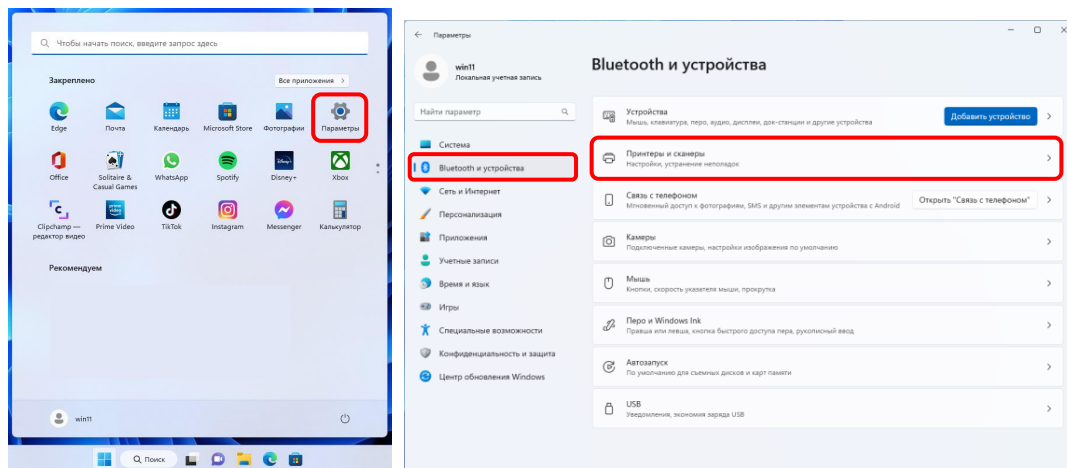 Чтобы начать поиск, введите запрос здесь
Закреплено
Все приложения >
Edge
Почта
Календарь
Microsoft Store
Фотографии
Параметры
Office
Solitaire & Casual Games
WhatsApp
Spotify
Disney+
Xbox
Clipchamp — редактор видео
Prime Video
TikTok
Instagram
Messenger
Калькулятор
Рекомендуем
win11
Поиск
Параметры
win11
Локальная учетная запись
Найти параметр
Система
Bluetooth и устройства
Сеть и Интернет
Персонализация
Приложения
Учетные записи
Время и язык
Игры
Специальные возможности
Конфиденциальность и защита
Центр обновления Windows
Bluetooth и устройства
Устройства
Мышь, клавиатура, перо, аудио, дисплеи, док-станции и другие устройства
Добавить устройство
Принтеры и сканеры
Настройки, устранение неполадок
Связь с телефоном
Мгновенный доступ к фотографиям, SMS и другим элементам устройства с Android
Открыть "Связь с телефоном"
Камеры
Подключенные камеры, настройки изображения по умолчанию
Мышь
Кнопки, скорость указателя мыши, прокрутка
Перо и Windows Ink
Правша или левша, кнопка быстрого доступа пера, рукописный ввод
Автозапуск
По умолчанию для съемных дисков и карт памяти
USB
Уведомления, экономия заряда USB